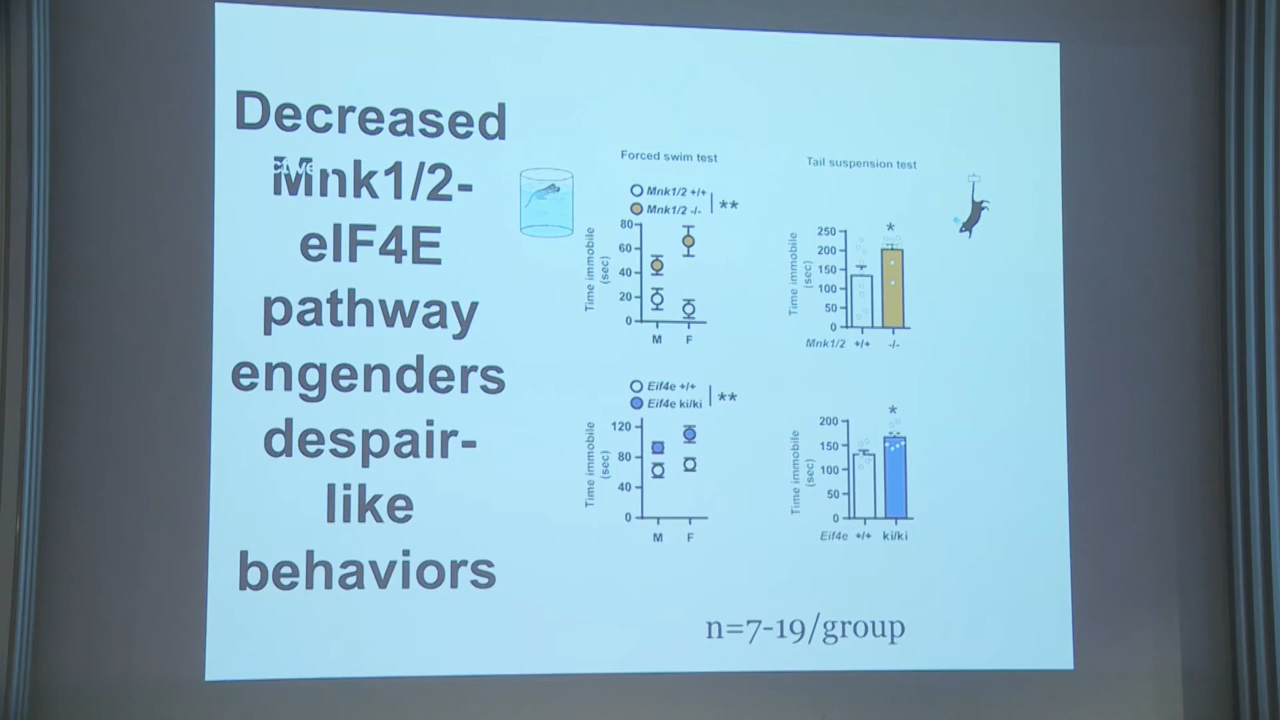 Decreased
Mnk1/2-
eIF4E
pathway
engenders
despair-
like
behaviors
Forced swim test
Mnk1/2 +/+
Mnk1/2 -/-
**
Time immobile
(sec)
80
60
40
20
0
M F
Tail suspension test
*
Time immobile
(sec)
250
200
150
100
50
0
Mnk1/2 +/+ -/-
Eif4e +/+
Eif4e ki/ki
**
Time immobile
(sec)
120
80
40
0
M F
*
Time immobile
(sec)
200
150
100
50
0
Eif4e +/+ ki/ki
n=7-19/group